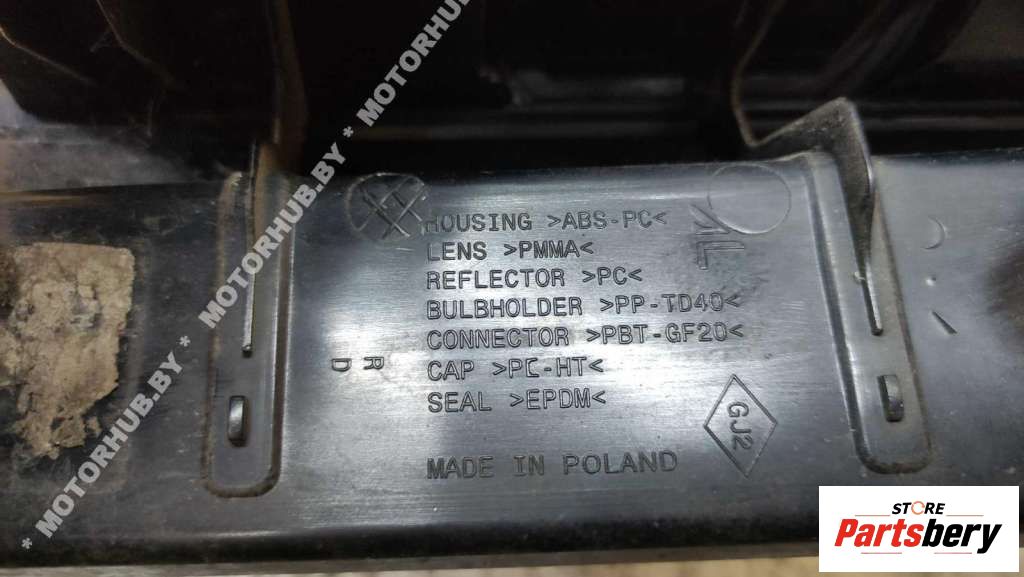 * MOTORHUB.BY * MOTORHUB.BY * MOTORHUB.BY
HOUSING >ABS-PC<
LENS >PMMA<
REFLECTOR >PC<
BULBHOLDER >PP-TD40<
CONNECTOR >PBT-GF20<
CAP >PC-HT<
SEAL >EPDM<
R
D
GJ2
MADE IN POLAND
STORE
Partsbery